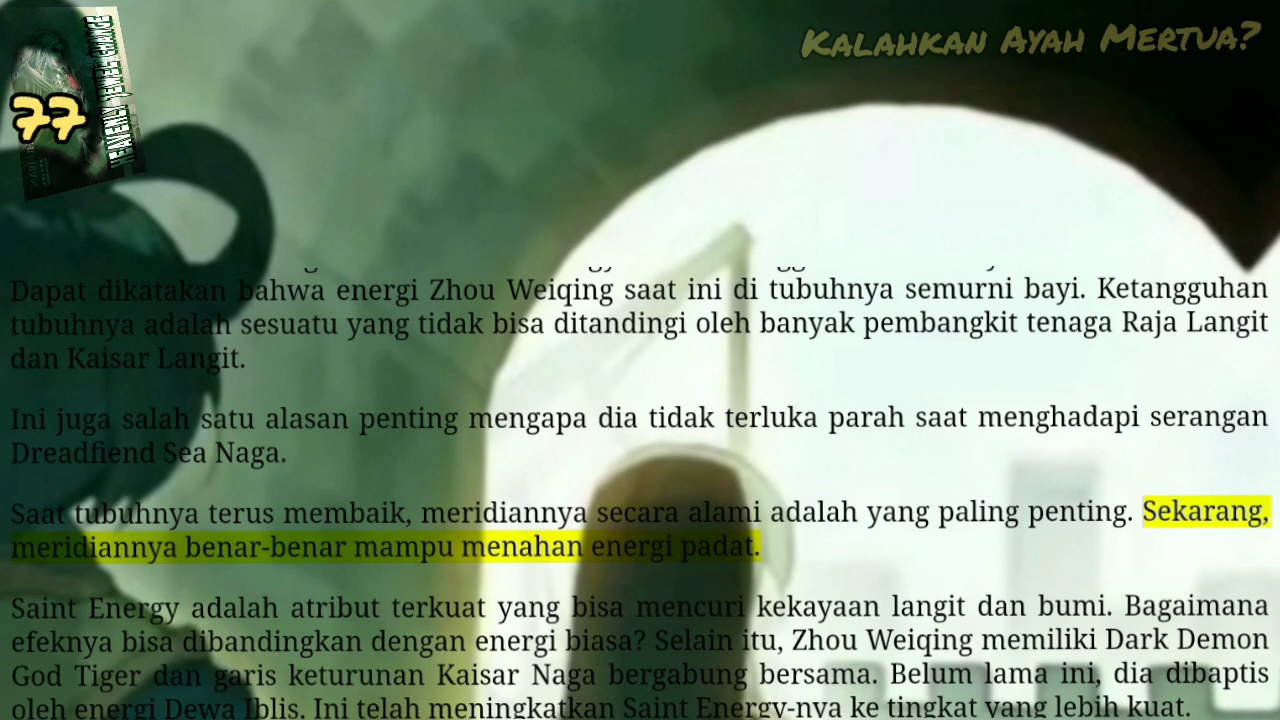 Kalahkan Ayah Mertua?
77
HEAVENLY JEWEL CHANGE
Dapat dikatakan bahwa energi Zhou Weiqing saat ini di tubuhnya semurni bayi. Ketangguhan
tubuhnya adalah sesuatu yang tidak bisa ditandingi oleh banyak pembangkit tenaga Raja Langit
dan Kaisar Langit.
Ini juga salah satu alasan penting mengapa dia tidak terluka parah saat menghadapi serangan
Dreadfiend Sea Naga.
Saat tubuhnya terus membaik, meridiannya secara alami adalah yang paling penting. Sekarang,
meridiannya benar-benar mampu menahan energi padat.
Saint Energy adalah atribut terkuat yang bisa mencuri kekayaan langit dan bumi. Bagaimana
efeknya bisa dibandingkan dengan energi biasa? Selain itu, Zhou Weiqing memiliki Dark Demon
God Tiger dan garis keturunan Kaisar Naga bergabung bersama. Belum lama ini, dia dibaptis
oleh energi Dewa Iblis. Ini telah meningkatkan Saint Energy-nya ke tingkat yang lebih kuat.